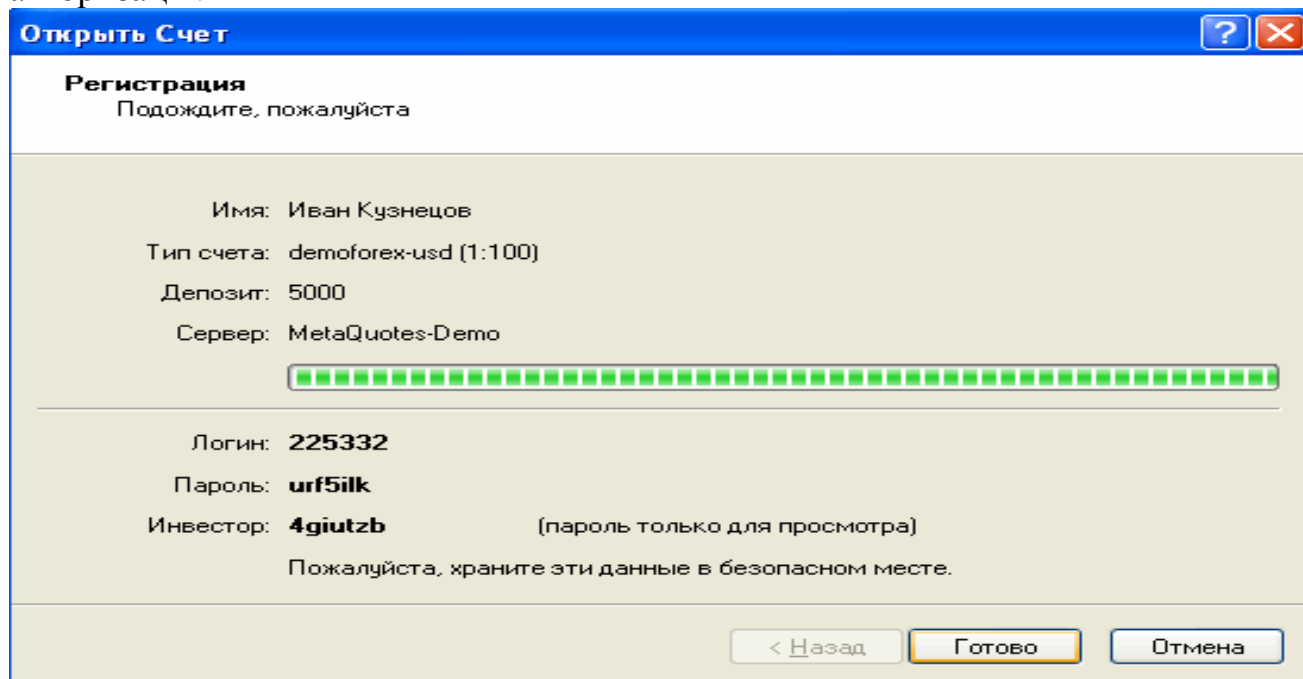 Открыть Счет
Регистрация
Подождите, пожалуйста
Имя: Иван Кузнецов
Тип счета: demoforex-usd (1:100)
Депозит: 5000
Сервер: MetaQuotes-Demo
Логин: 225332
Пароль: urf5ilk
Инвестор: 4giutzb (пароль только для просмотра)
Пожалуйста, храните эти данные в безопасном месте.
< Назад Готово Отмена